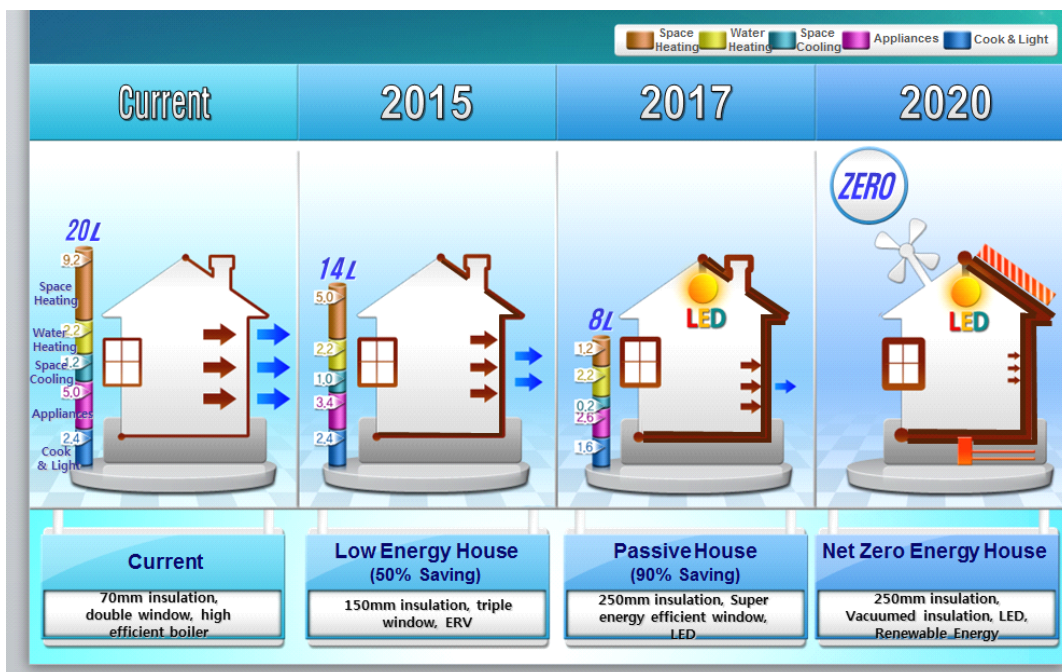 Space Heating
Water Heating
Space Cooling
Appliances
Cook & Light
Current
2015
2017
2020
20L
9,2
Space
Heating
2,2
Water
Heating
1,2
Space
Cooling
5,0
Appliances
2,4
Cook
& Light
14L
5,0
2,2
1,0
3,4
2,4
8L
1,2
2,2
0,2
2,6
1,6
LED
ZERO
LED
Current
70mm insulation,
double window, high
efficient boiler
Low Energy House
(50% Saving)
150mm insulation, triple
window, ERV
Passive House
(90% Saving)
250mm insulation, Super
energy efficient window,
LED
Net Zero Energy House
250mm insulation,
Vacuumed insulation, LED,
Renewable Energy